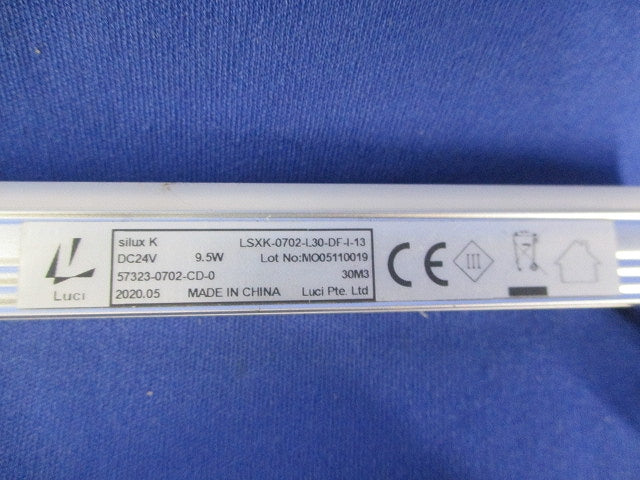 Luci
silux K LSXK-0702-L30-DF-I-13
DC24V 9.5W Lot No:MO05110019
57323-0702-CD-0 30M3
2020.05 MADE IN CHINA Luci Pte. Ltd
CE
III